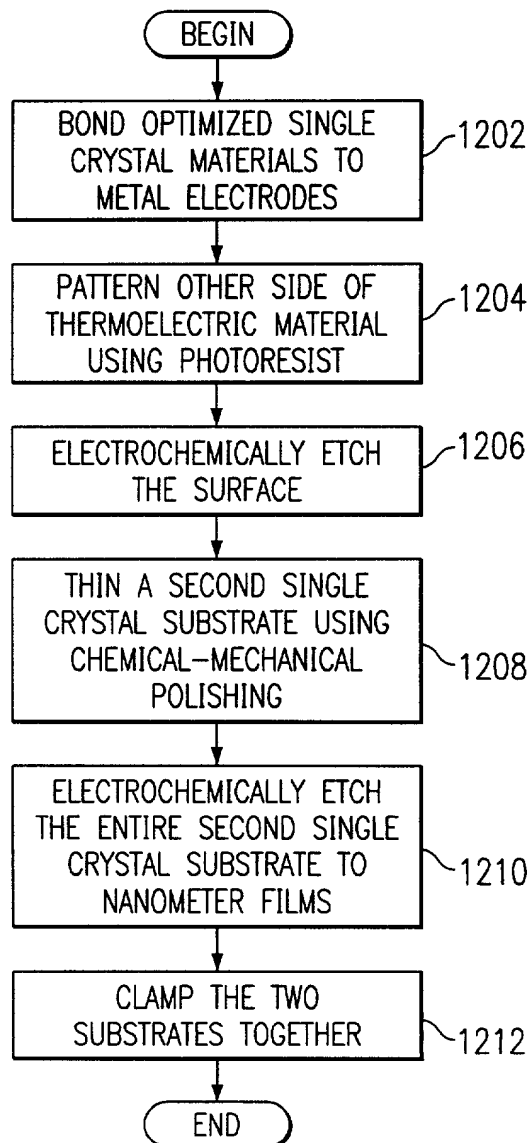 BEGIN
BOND OPTIMIZED SINGLE
CRYSTAL MATERIALS TO
METAL ELECTRODES
1202
PATTERN OTHER SIDE OF
THERMOELECTRIC MATERIAL
USING PHOTORESIST
1204
ELECTROCHEMICALLY ETCH
THE SURFACE
1206
THIN A SECOND SINGLE
CRYSTAL SUBSTRATE USING
CHEMICAL-MECHANICAL
POLISHING
1208
ELECTROCHEMICALLY ETCH
THE ENTIRE SECOND SINGLE
CRYSTAL SUBSTRATE TO
NANOMETER FILMS
1210
CLAMP THE TWO
SUBSTRATES TOGETHER
1212
END